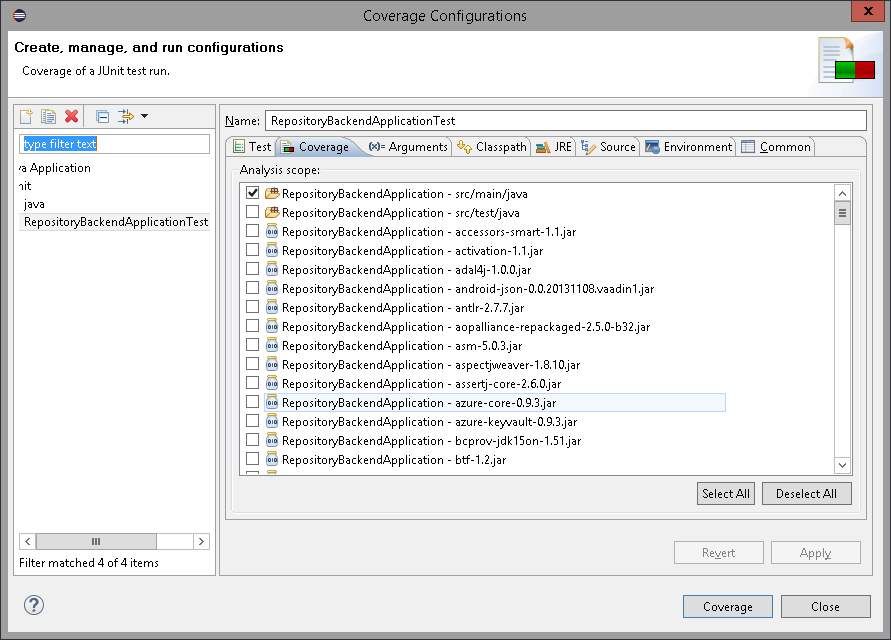 Coverage Configurations
Create, manage, and run configurations
Coverage of a JUnit test run.
type filter text
va Application
nit
java
RepositoryBackendApplicationTest
Filter matched 4 of 4 items
Name: RepositoryBackendApplicationTest
Test Coverage (x)= Arguments Classpath JRE Source Environment Common
Analysis scope:
RepositoryBackendApplication - src/main/java
RepositoryBackendApplication - src/test/java
RepositoryBackendApplication - accessors-smart-1.1.jar
RepositoryBackendApplication - activation-1.1.jar
RepositoryBackendApplication - adal4j-1.0.0.jar
RepositoryBackendApplication - android-json-0.0.20131108.vaadin1.jar
RepositoryBackendApplication - antlr-2.7.7.jar
RepositoryBackendApplication - aopalliance-repackaged-2.5.0-b32.jar
RepositoryBackendApplication - asm-5.0.3.jar
RepositoryBackendApplication - aspectjweaver-1.8.10.jar
RepositoryBackendApplication - assertj-core-2.6.0.jar
RepositoryBackendApplication - azure-core-0.9.3.jar
RepositoryBackendApplication - azure-keyvault-0.9.3.jar
RepositoryBackendApplication - bcprov-jdk15on-1.51.jar
RepositoryBackendApplication - btf-1.2.jar
Select All Deselect All
Revert Apply
Coverage Close